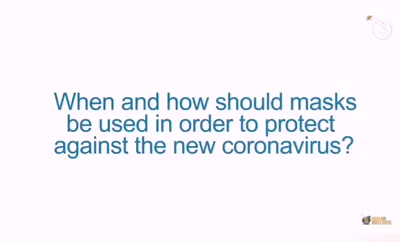 When and how should masks
be used in order to protect
against the new coronavirus?